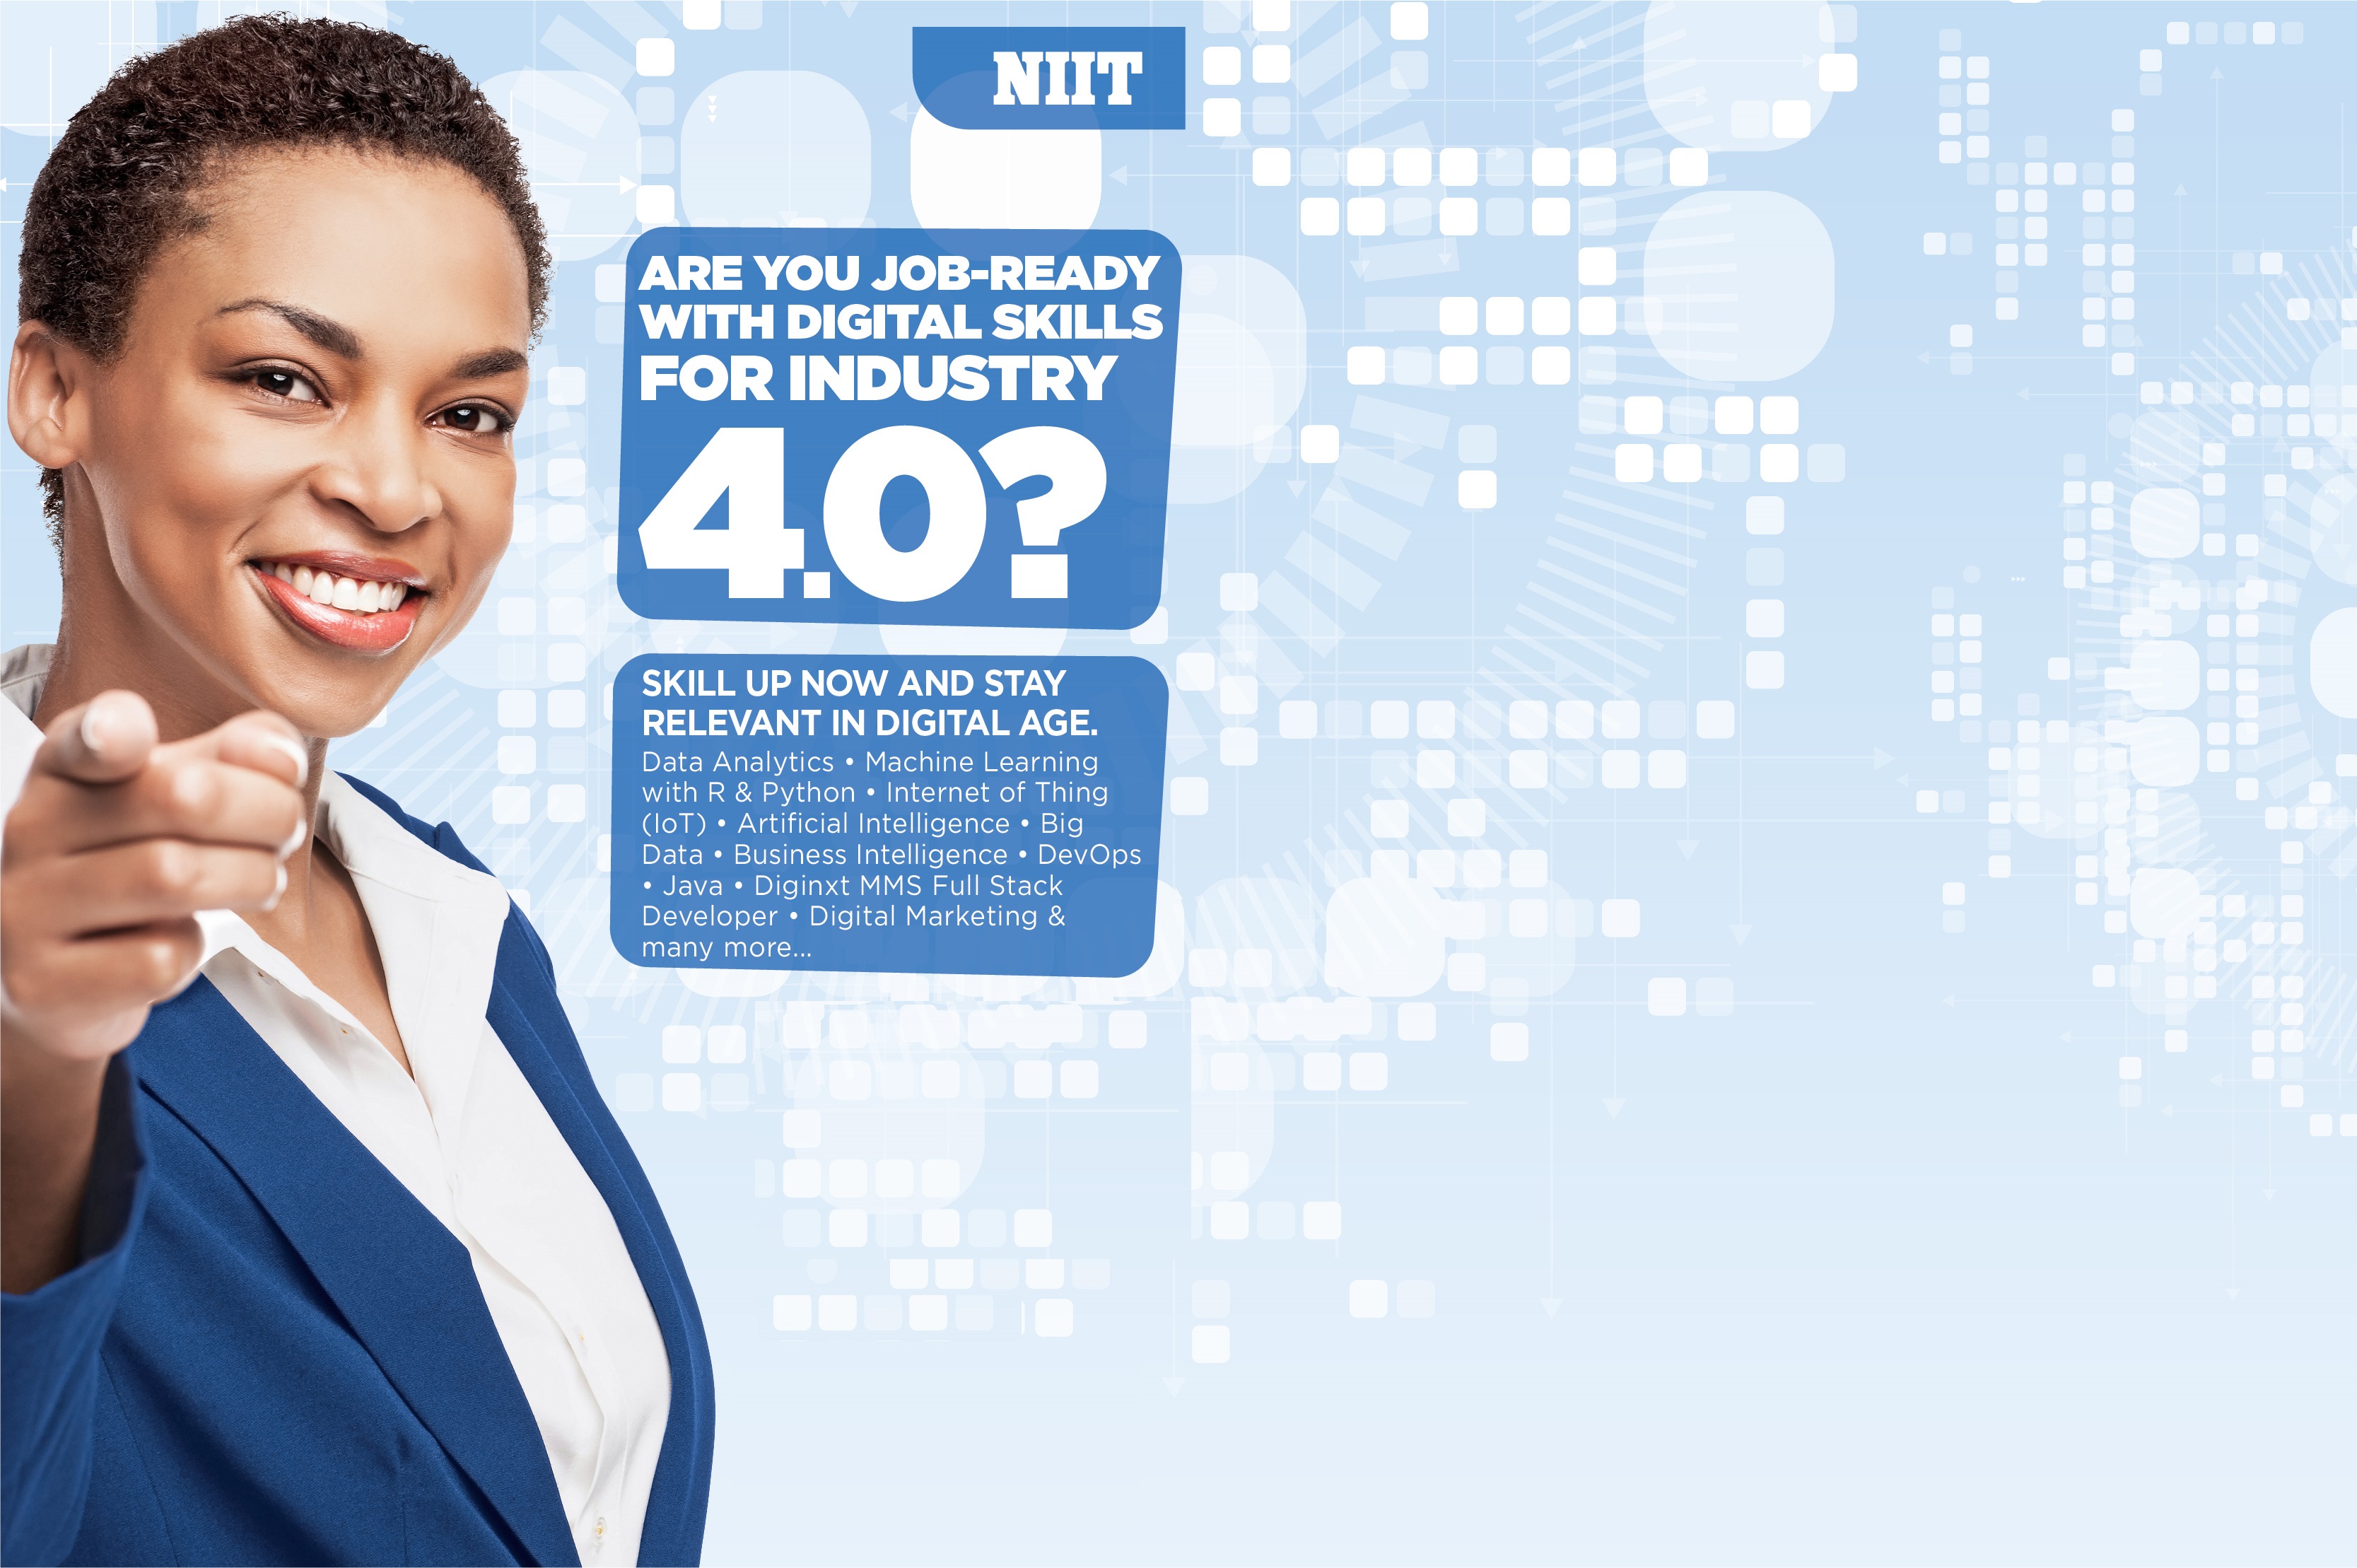 NIIT
ARE YOU JOB-READY
WITH DIGITAL SKILLS
FOR INDUSTRY
4.0?
SKILL UP NOW AND STAY
RELEVANT IN DIGITAL AGE.
Data Analytics • Machine Learning
with R & Python • Internet of Thing
(IoT) • Artificial Intelligence • Big
Data • Business Intelligence • DevOps
• Java • Diginxt MMS Full Stack
Developer • Digital Marketing &
many more...